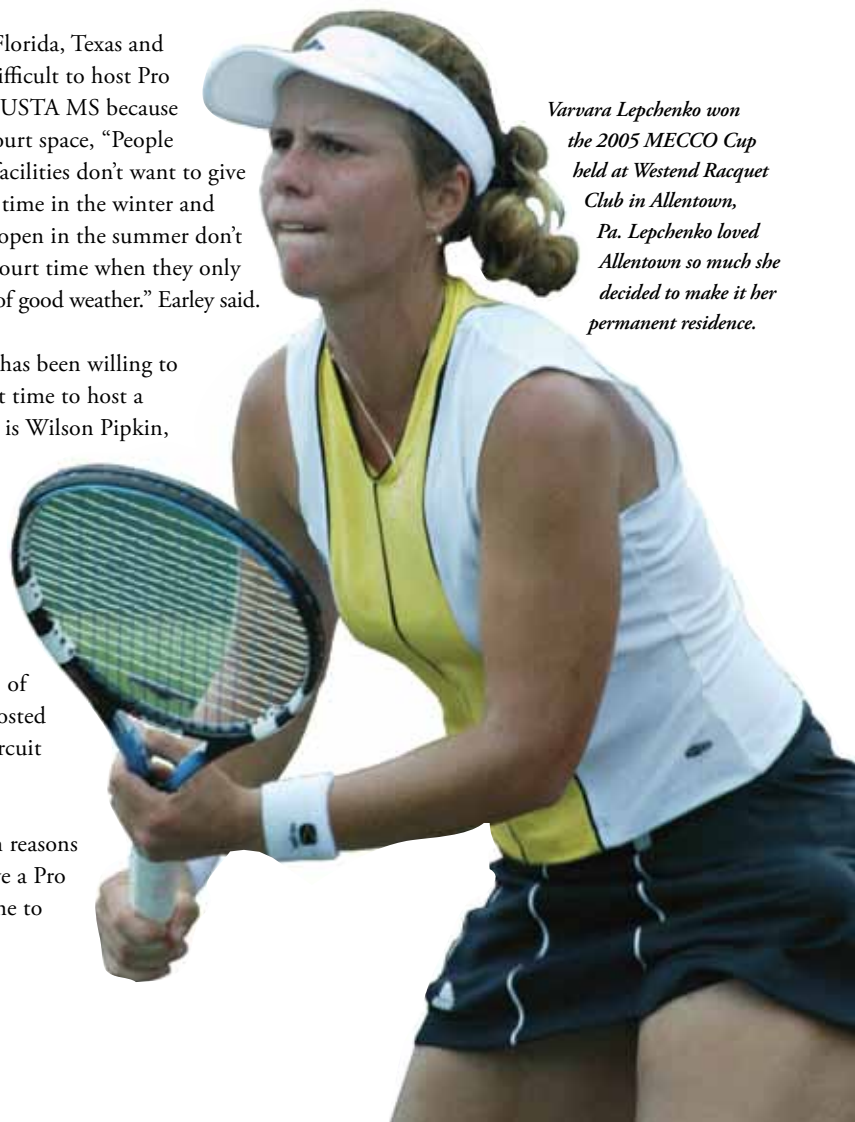 Florida, Texas and
ifficult to host Pro
USTA MS because
ourt space, “People
facilities don’t want to give
time in the winter and
open in the summer don’t
ourt time when they only
of good weather.” Earley said.
has been willing to
t time to host a
is Wilson Pipkin,
of
osted
rcuit
n reasons
e a Pro
ne to
Varvara Lepchenko won
the 2005 MECCO Cup
held at Westend Racquet
Club in Allentown,
Pa. Lepchenko loved
Allentown so much she
decided to make it her
permanent residence.